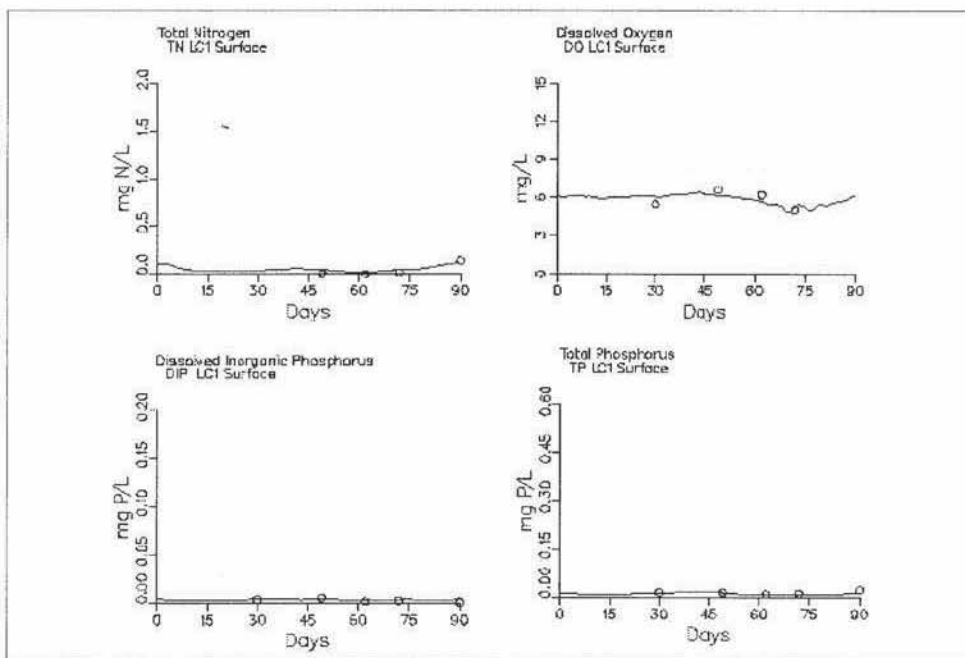 Total Nitrogen
TN LC1 Surface
mg N/L
2.0
1.5
1.0
0.5
0.0
0 15 30 45 60 75 90
Days
Dissolved Oxygen
DO LC1 Surface
mg/L
15
12
9
6
3
0
0 15 30 45 60 75 90
Days
Dissolved Inorganic Phosphorus
DIP LC1 Surface
mg P/L
0.20
0.15
0.10
0.05
0.00
0 15 30 45 60 75 90
Days
Total Phosphorus
TP LC1 Surface
mg P/L
0.60
0.45
0.30
0.15
0.00
0 15 30 45 60 75 90
Days